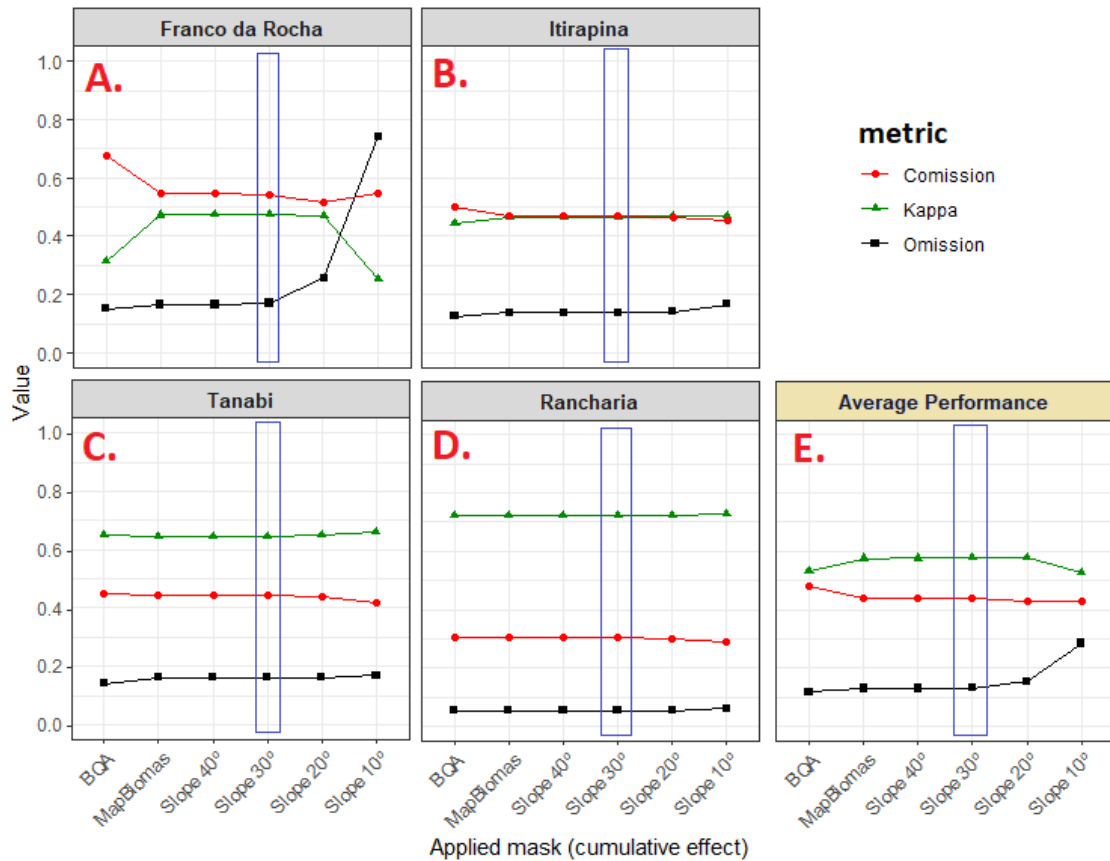 Franco da Rocha
Itirapina
A.
B.
1.0
0.8
0.6
0.4
0.2
0.0
metric
Comission
Kappa
Omission
Value
Tanabi
Rancharia
Average Performance
C.
D.
E.
1.0
0.8
0.6
0.4
0.2
0.0
BQA
MapBiomas
Slope 40º
Slope 30º
Slope 20º
Slope 10º
BQA
MapBiomas
Slope 40º
Slope 30º
Slope 20º
Slope 10º
BQA
MapBiomas
Slope 40º
Slope 30º
Slope 20º
Slope 10º
Applied mask (cumulative effect)